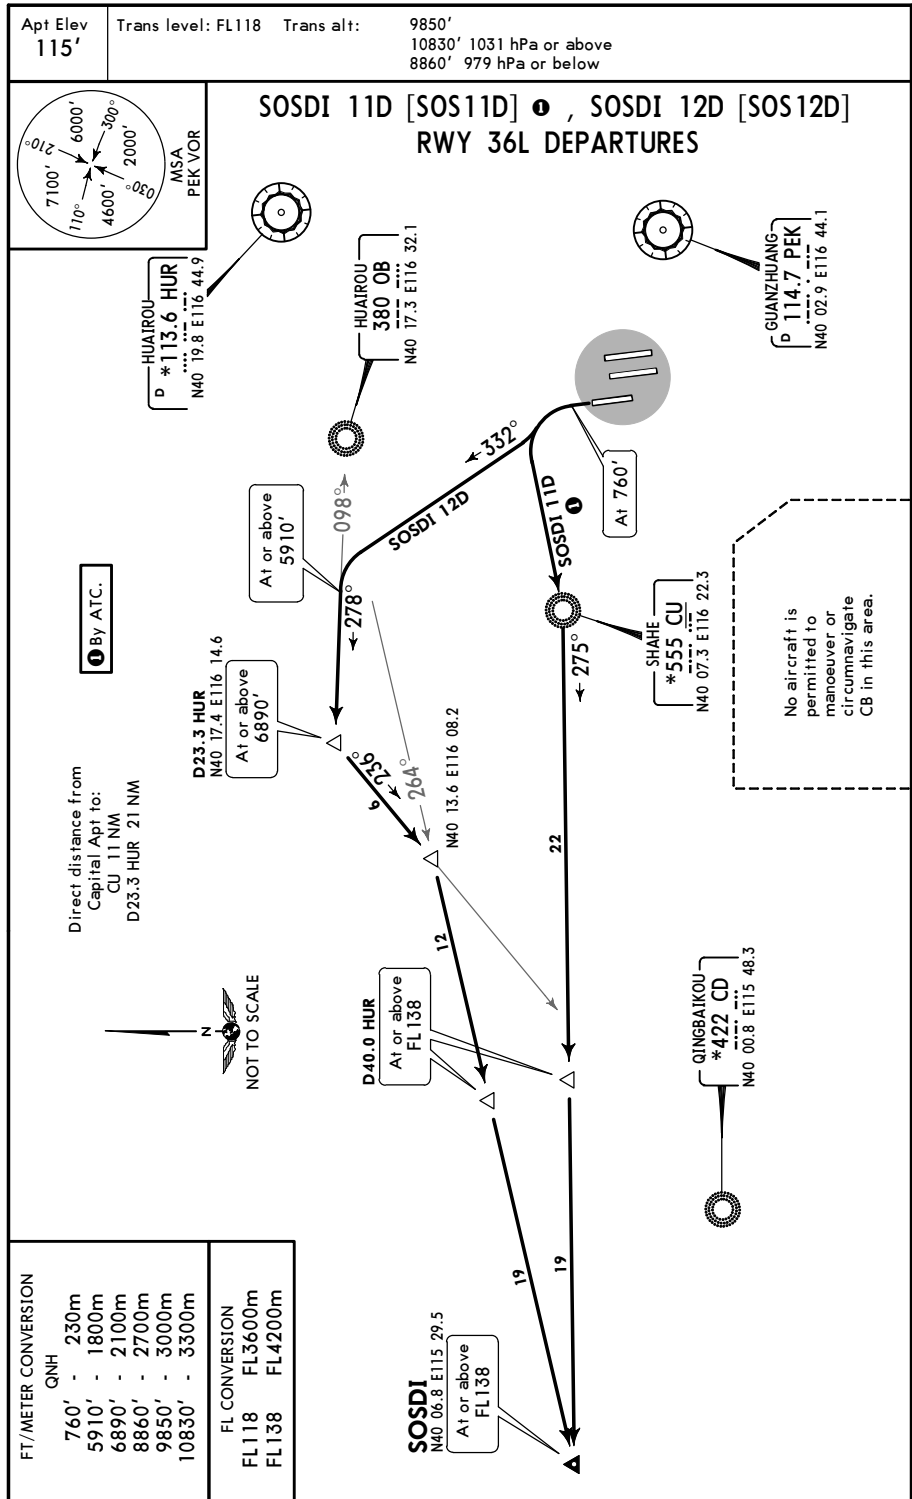 Apt Elev
115'
Trans level: FL118 Trans alt: 9850'
10830' 1031 hPa or above
8860' 979 hPa or below
SOSDI 11D [SOS11D] ❶ , SOSDI 12D [SOS12D]
RWY 36L DEPARTURES
MSA
PEK VOR
210°
6000'
300°
7100'
2000'
110°
4600'
030°
HUAIROU
D *113.6 HUR
N40 19.8 E116 44.9
HUAIROU
380 OB
N40 17.3 E116 32.1
GUANZHUANG
D 114.7 PEK
N40 02.9 E116 44.1
332°
SOSDI 12D
SOSDI 11D
❶
At 760'
098°
At or above
5910'
278°
❶ By ATC.
D23.3 HUR
N40 17.4 E116 14.6
At or above
6890'
SHAHE
*555 CU
N40 07.3 E116 22.3
275°
No aircraft is
permitted to
manoeuver or
circumnavigate
CB in this area.
Direct distance from
Capital Apt to:
CU 11 NM
D23.3 HUR 21 NM
236°
6
264°
N40 13.6 E116 08.2
22
12
N
NOT TO SCALE
D40.0 HUR
At or above
FL138
QINGBAIKOU
*422 CD
N40 00.8 E115 48.3
19
19
SOSDI
N40 06.8 E115 29.5
At or above
FL138
FT/METER CONVERSION
QNH
760' - 230m
5910' - 1800m
6890' - 2100m
8860' - 2700m
9850' - 3000m
10830' - 3300m
FL CONVERSION
FL118 FL3600m
FL138 FL4200m